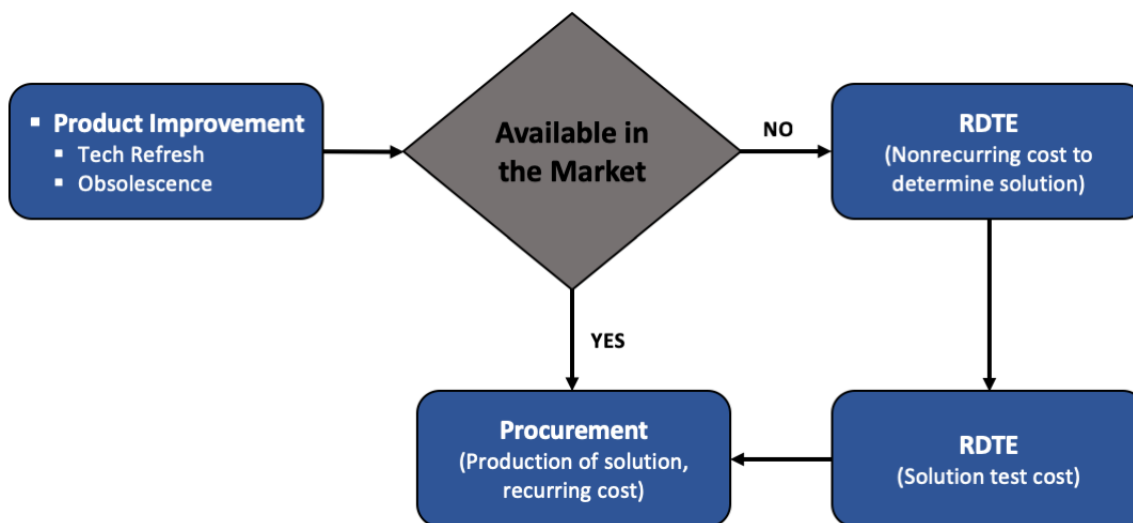 ▪ Product Improvement
▪ Tech Refresh
▪ Obsolescence
Available in
the Market
NO
RDTE
(Nonrecurring cost to
determine solution)
YES
Procurement
(Production of solution,
recurring cost)
RDTE
(Solution test cost)